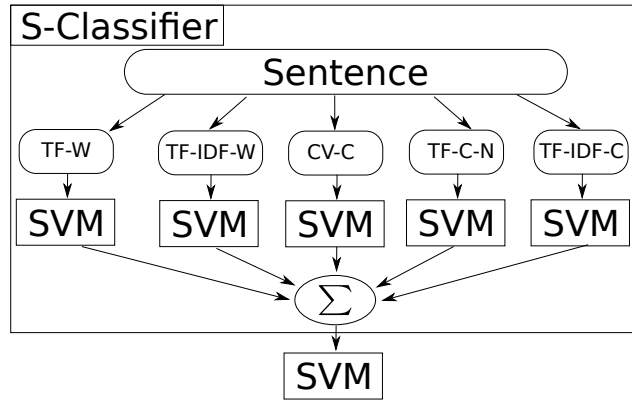 S-Classifier
Sentence
TF-W TF-IDF-W CV-C TF-C-N TF-IDF-C
SVM SVM SVM SVM SVM
Σ
SVM